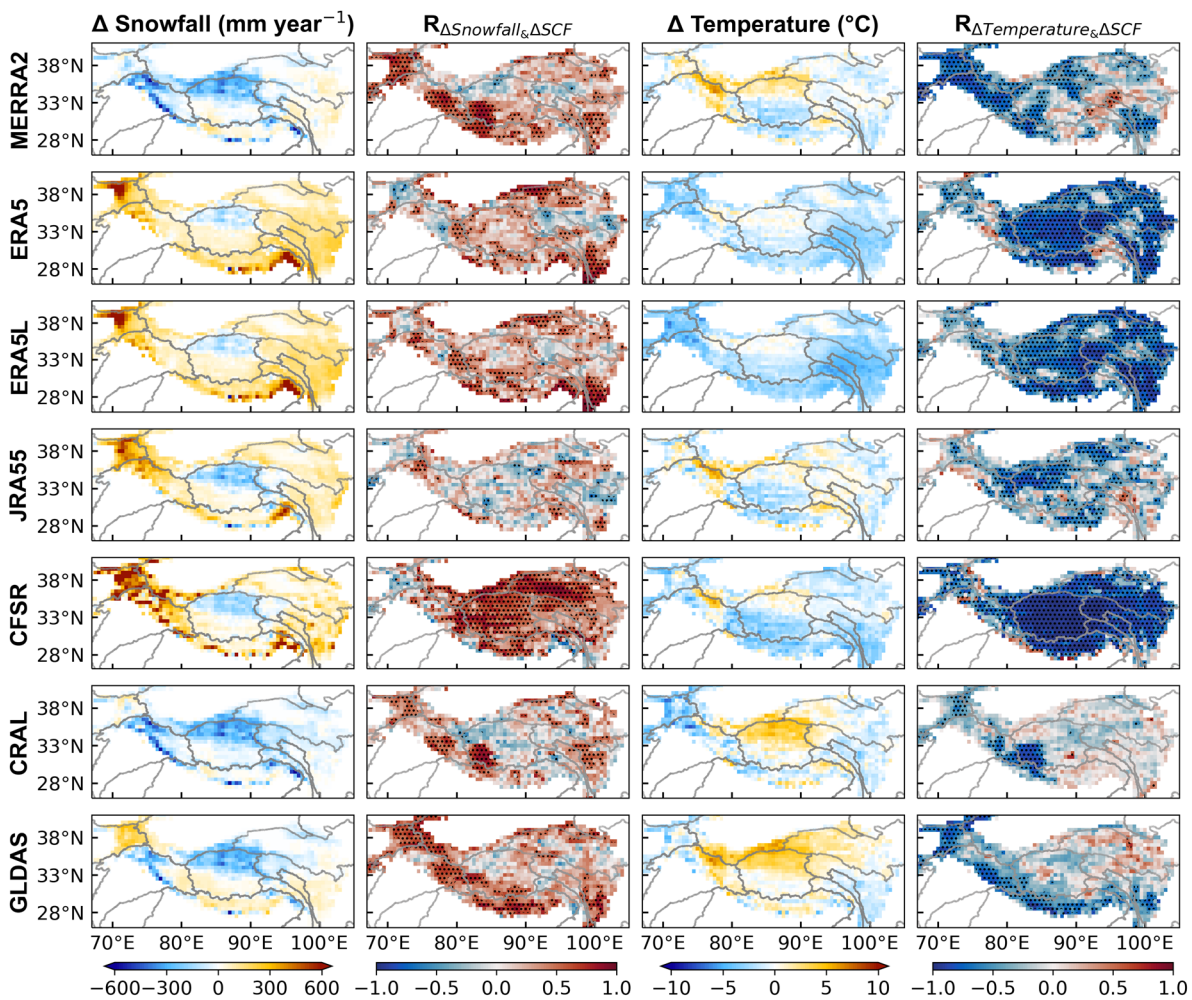 Δ Snowfall (mm year−1) RΔSnowfall&ΔSCF Δ Temperature (°C) RΔTemperature&ΔSCF
MERRA2 38°N
33°N
28°N
ERA5 38°N
33°N
28°N
ERA5L 38°N
33°N
28°N
JRA55 38°N
33°N
28°N
CFSR 38°N
33°N
28°N
CRAL 38°N
33°N
28°N
GLDAS 38°N
33°N
28°N
70°E 80°E 90°E 100°E 70°E 80°E 90°E 100°E 70°E 80°E 90°E 100°E 70°E 80°E 90°E 100°E
−600 −300 0 300 600 −1.0 −0.5 0.0 0.5 1.0 −10 −5 0 5 10 −1.0 −0.5 0.0 0.5 1.0